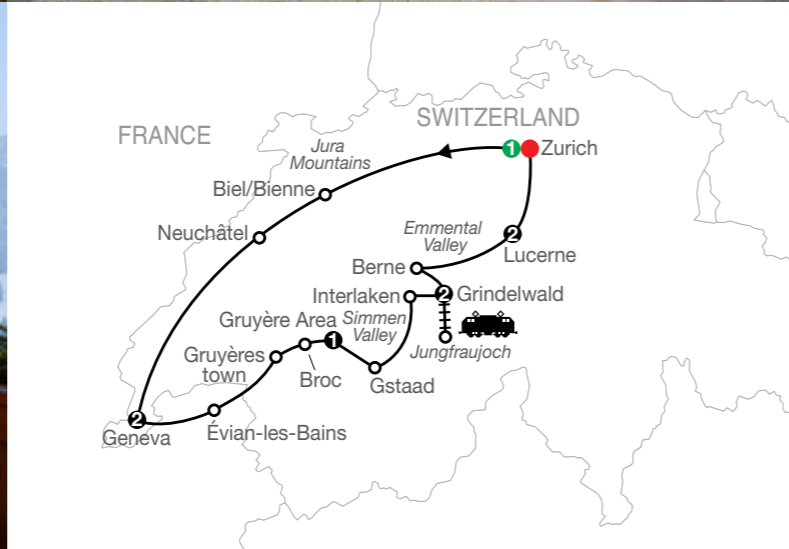 SWITZERLAND
FRANCE
Jura
Mountains
1
Zurich
Biel/Bienne
Neuchâtel
Emmental
Valley
2
Lucerne
Berne
Interlaken
2
Grindelwald
Gruyère Area
1
Simmen
Valley
Jungfraujoch
Gruyères
town
Broc
Gstaad
2
Geneva
Évian-les-Bains